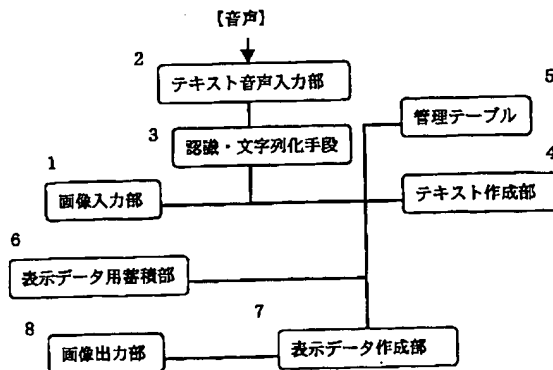 【音声】
2
テキスト音声入力部
5
管理テーブル
3
認識・文字列化手段
1
画像入力部
4
テキスト作成部
6
表示データ用蓄積部
7
表示データ作成部
8
画像出力部